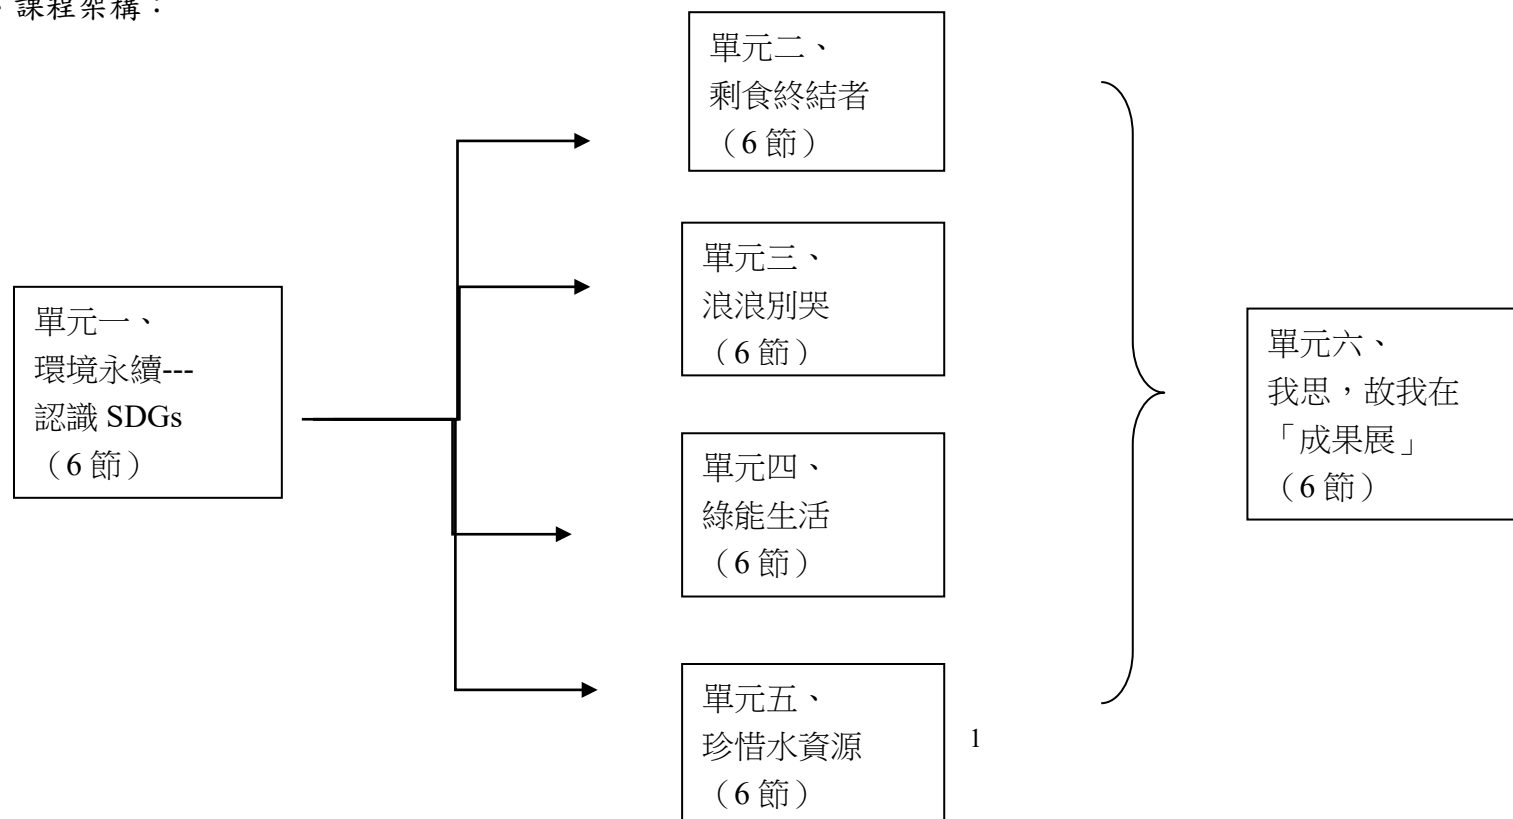 、課程架構：
單元一、
環境永續---
認識 SDGs
（6 節）
單元二、
剩食終結者
（6 節）
單元三、
浪浪別哭
（6 節）
單元四、
綠能生活
（6 節）
單元五、
珍惜水資源
（6 節）
單元六、
我思，故我在
「成果展」
（6 節）
1